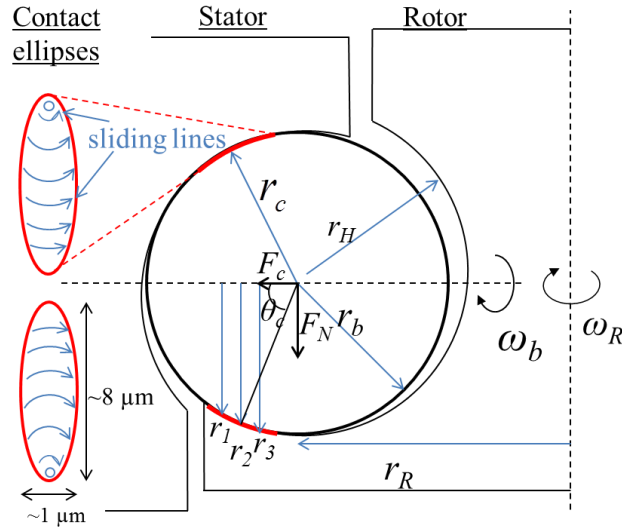 Contact
ellipses
Stator
Rotor
sliding lines
r_c
r_H
F_c
θ_c
F_N
r_b
ω_b
ω_R
~8 µm
r_1
r_2
r_3
r_R
~1 µm